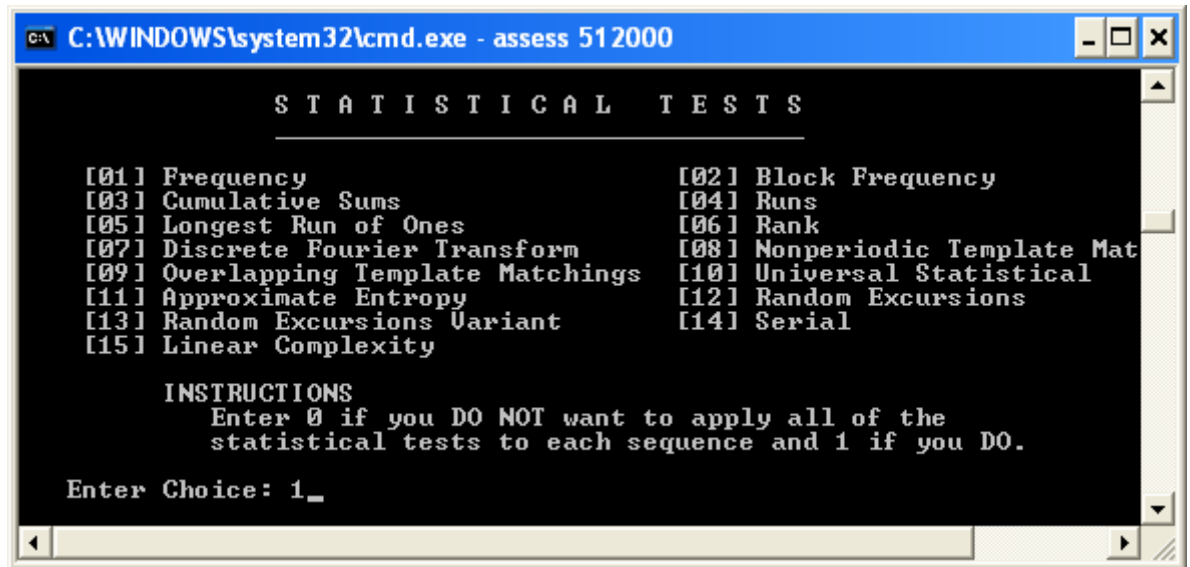 C:\WINDOWS\system32\cmd.exe - assess 512000
S T A T I S T I C A L   T E S T S
[01] Frequency [02] Block Frequency
[03] Cumulative Sums [04] Runs
[05] Longest Run of Ones [06] Rank
[07] Discrete Fourier Transform [08] Nonperiodic Template Mat
[09] Overlapping Template Matchings [10] Universal Statistical
[11] Approximate Entropy [12] Random Excursions
[13] Random Excursions Variant [14] Serial
[15] Linear Complexity
INSTRUCTIONS
Enter 0 if you DO NOT want to apply all of the
statistical tests to each sequence and 1 if you DO.
Enter Choice: 1_